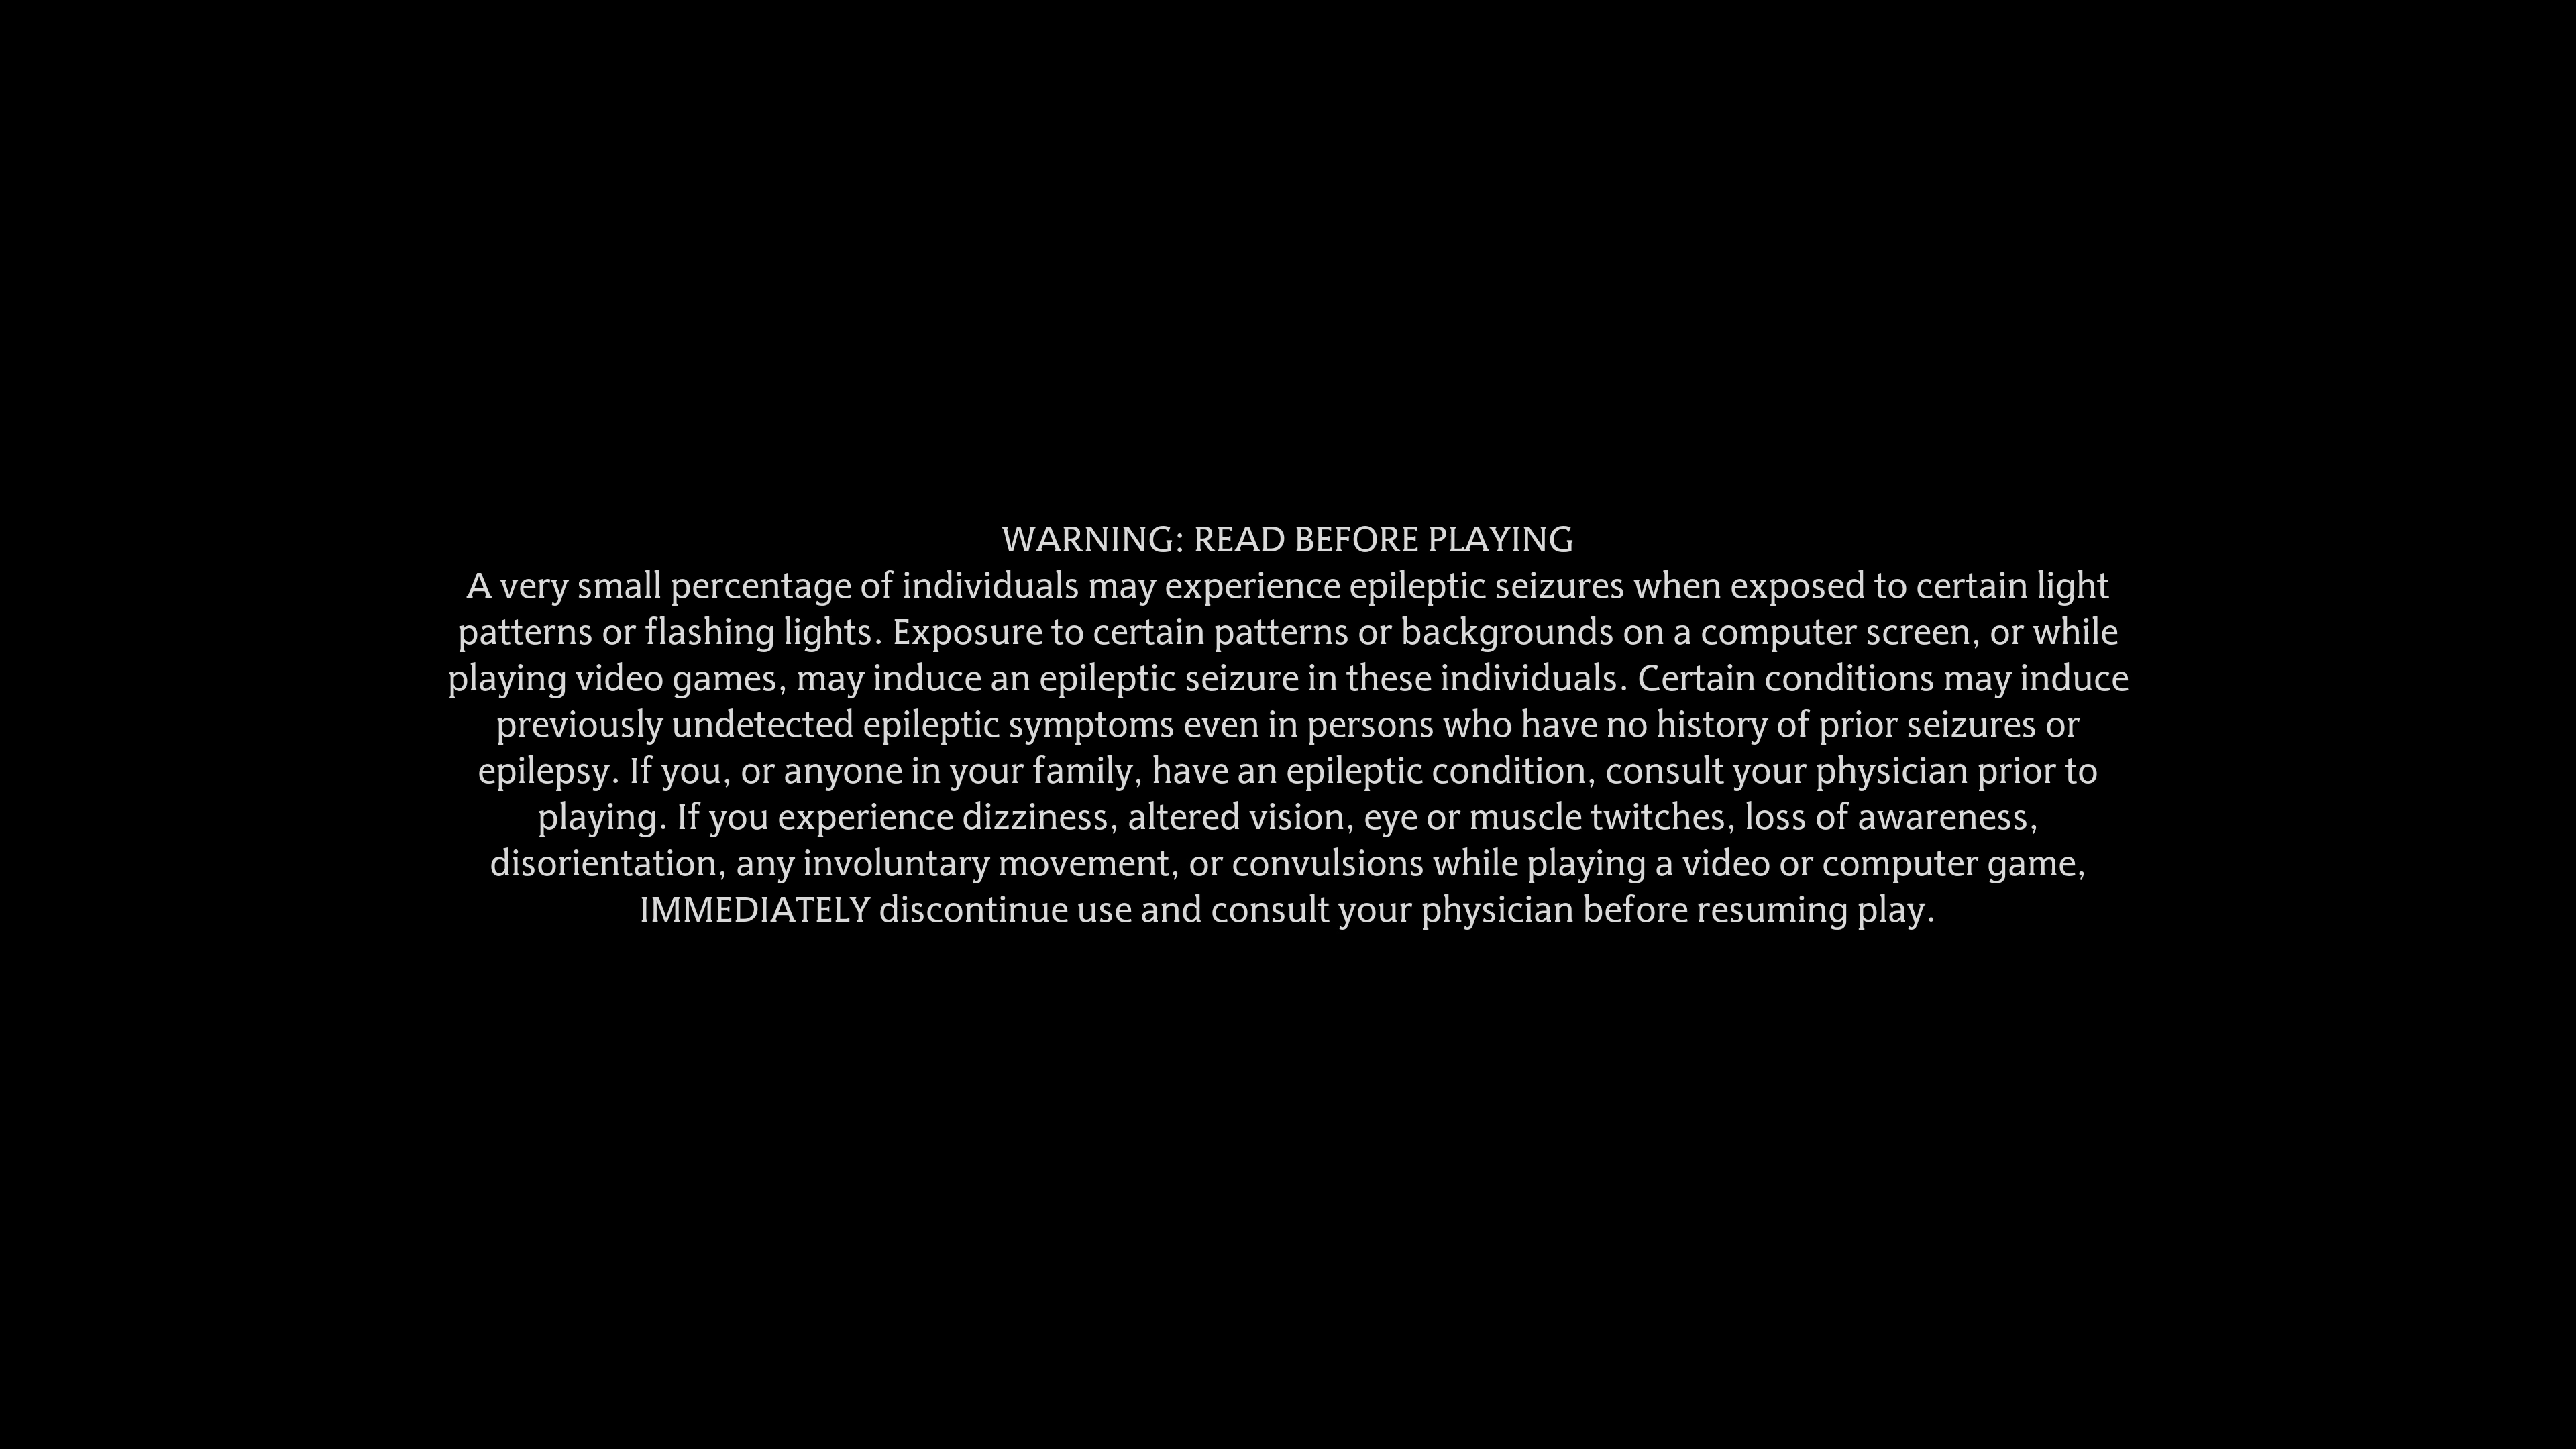 WARNING: READ BEFORE PLAYING
A very small percentage of individuals may experience epileptic seizures when exposed to certain light
patterns or flashing lights. Exposure to certain patterns or backgrounds on a computer screen, or while
playing video games, may induce an epileptic seizure in these individuals. Certain conditions may induce
previously undetected epileptic symptoms even in persons who have no history of prior seizures or
epilepsy. If you, or anyone in your family, have an epileptic condition, consult your physician prior to
playing. If you experience dizziness, altered vision, eye or muscle twitches, loss of awareness,
disorientation, any involuntary movement, or convulsions while playing a video or computer game,
IMMEDIATELY discontinue use and consult your physician before resuming play.